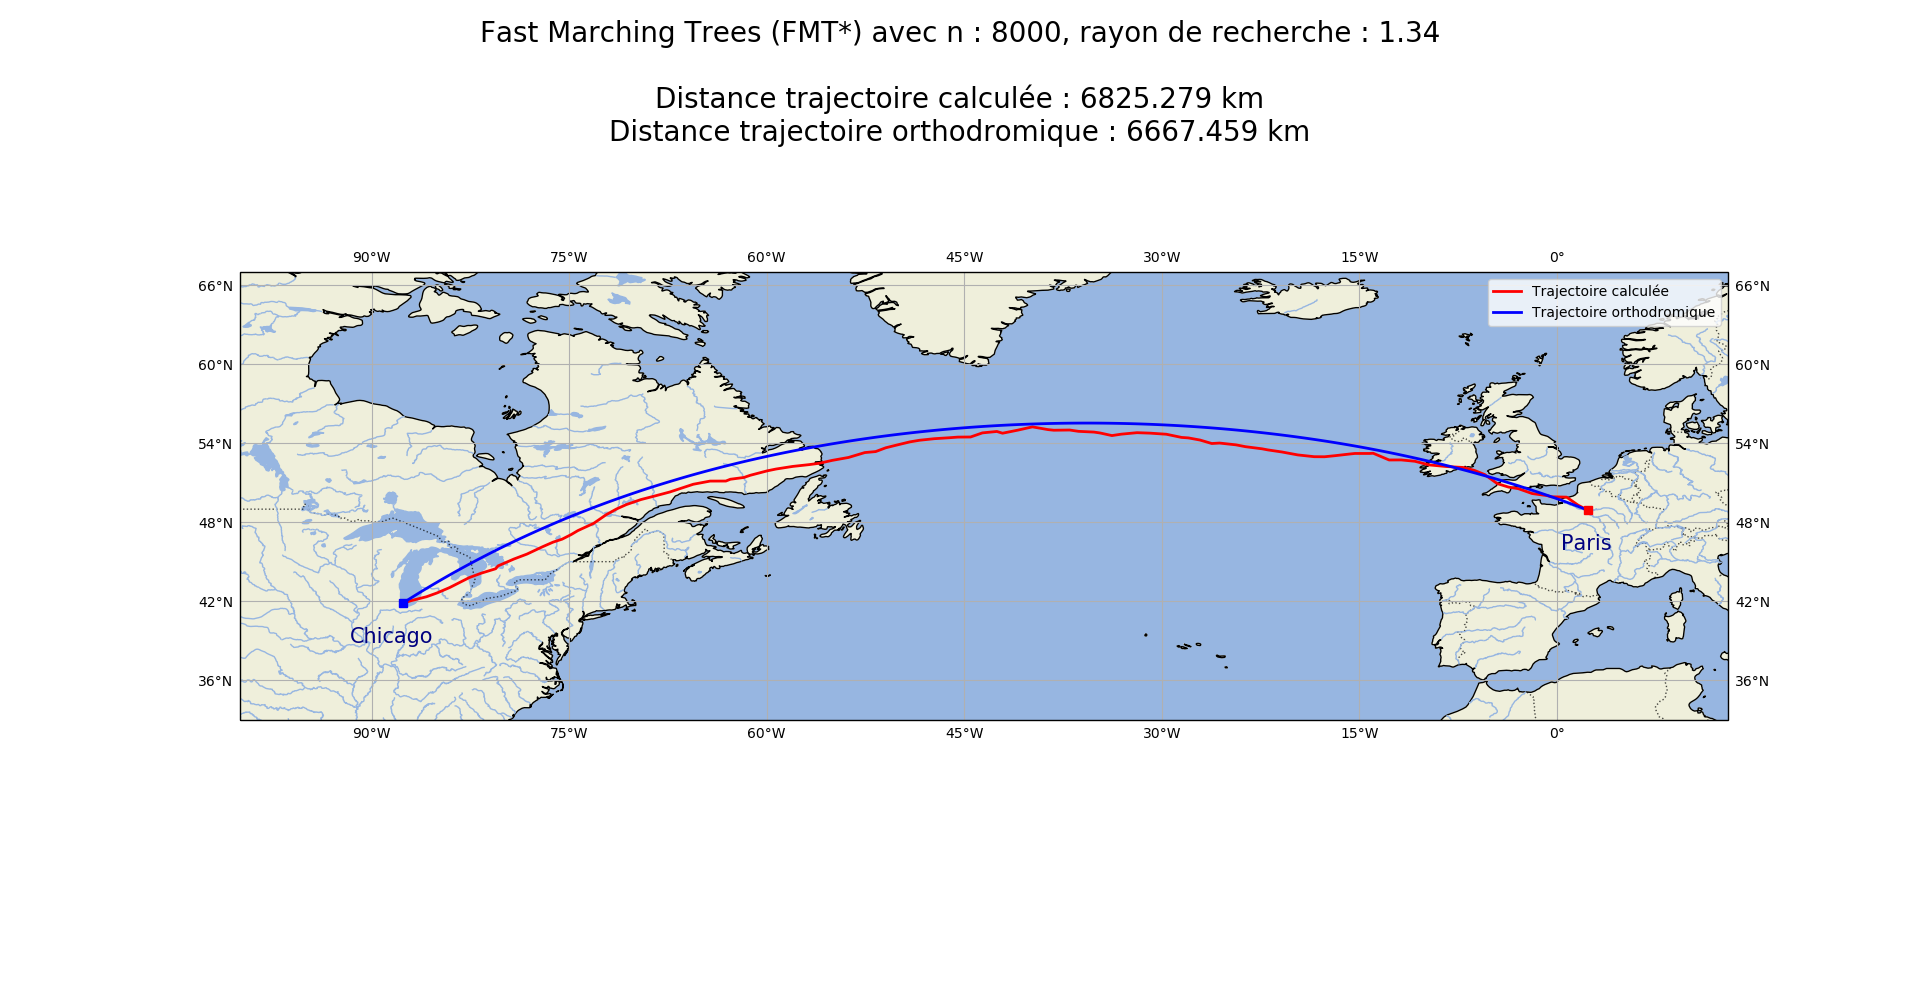 Fast Marching Trees (FMT*) avec n : 8000, rayon de recherche : 1.34
Distance trajectoire calculée : 6825.279 km
Distance trajectoire orthodromique : 6667.459 km
90°W 75°W 60°W 45°W 30°W 15°W 0°
66°N 66°N
Trajectoire calculée
Trajectoire orthodromique
60°N 60°N
54°N 54°N
48°N 48°N
Paris
42°N 42°N
Chicago
36°N 36°N
90°W 75°W 60°W 45°W 30°W 15°W 0°